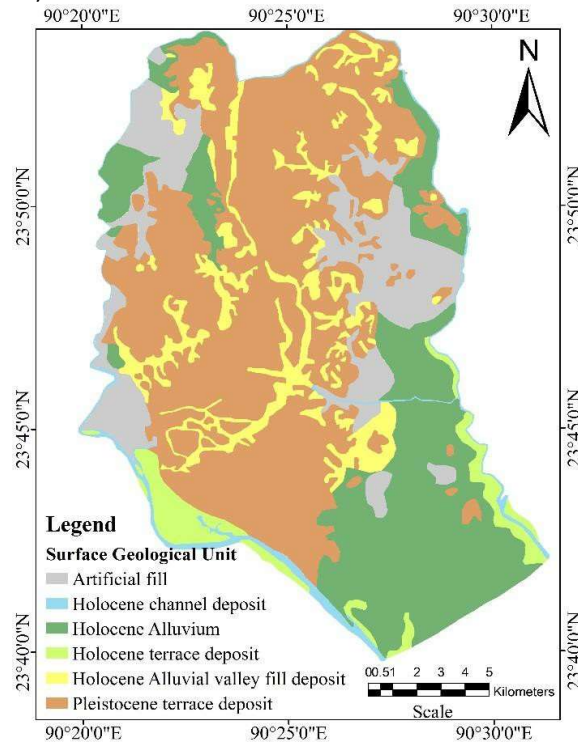 90°20'0"E 90°25'0"E 90°30'0"E
N
23°50'0"N 23°50'0"N
23°45'0"N 23°45'0"N
Legend
Surface Geological Unit
Artificial fill
Holocene channel deposit
Holocene Alluvium
Holocene terrace deposit
Holocene Alluvial valley fill deposit
Pleistocene terrace deposit
23°40'0"N 23°40'0"N
00.51 2 3 4 5
Kilometers
Scale
90°20'0"E 90°25'0"E 90°30'0"E